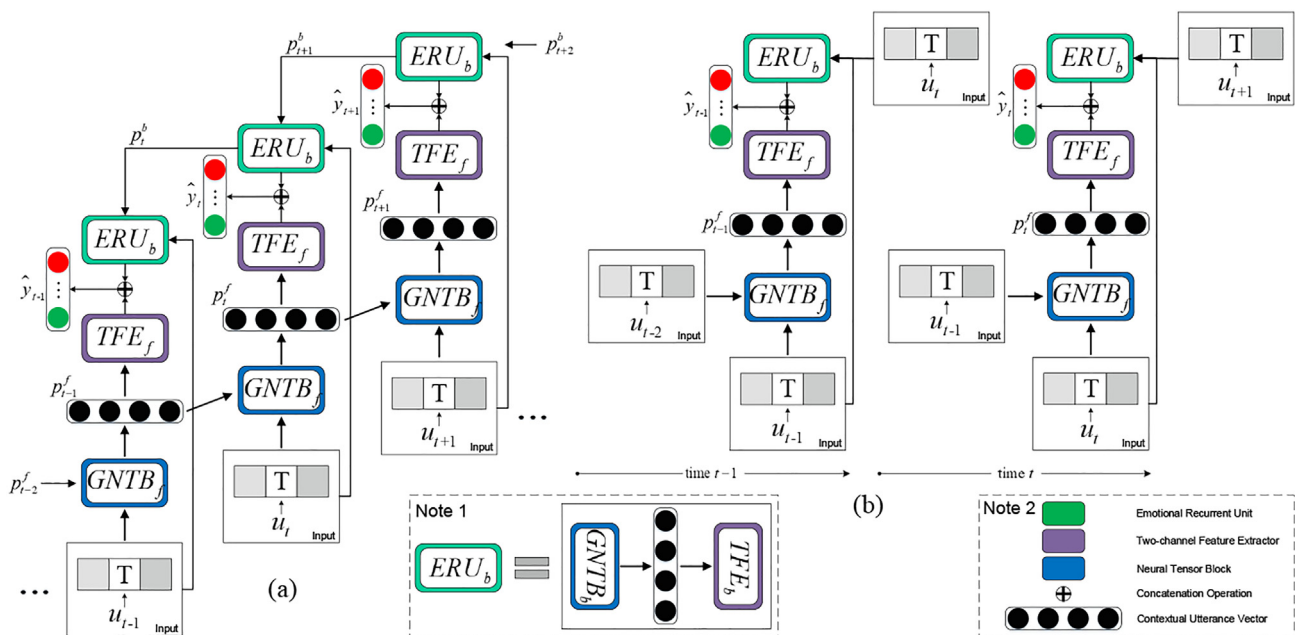 p^b_{t+1}
ERU_b
p^b_{t+2}
ŷ_{t+1}
⋮
TFE_f
p^b_t
ERU_b
ŷ_t
⋮
TFE_f
p^f_{t+1}
ERU_b
ŷ_{t-1}
⋮
TFE_f
p^f_t
GNTB_f
p^f_{t-1}
GNTB_f
T
u_{t+1}
Input
...
p^f_{t-2}
GNTB_f
T
u_t
Input
...
T
u_{t-1}
Input
(a)
ERU_b
T
u_t
Input
ŷ_{t-1}
⋮
TFE_f
p^f_{t-1}
T
u_{t-2}
Input
GNTB_f
T
u_{t-1}
Input
time t-1
ERU_b
T
u_{t+1}
Input
ŷ_t
⋮
TFE_f
p^f_t
T
u_{t-1}
Input
GNTB_f
T
u_t
Input
time t
(b)
Note 1
ERU_b
GNTB_b
TFE_b
Note 2
Emotional Recurrent Unit
Two-channel Feature Extractor
Neural Tensor Block
Concatenation Operation
Contextual Utterance Vector